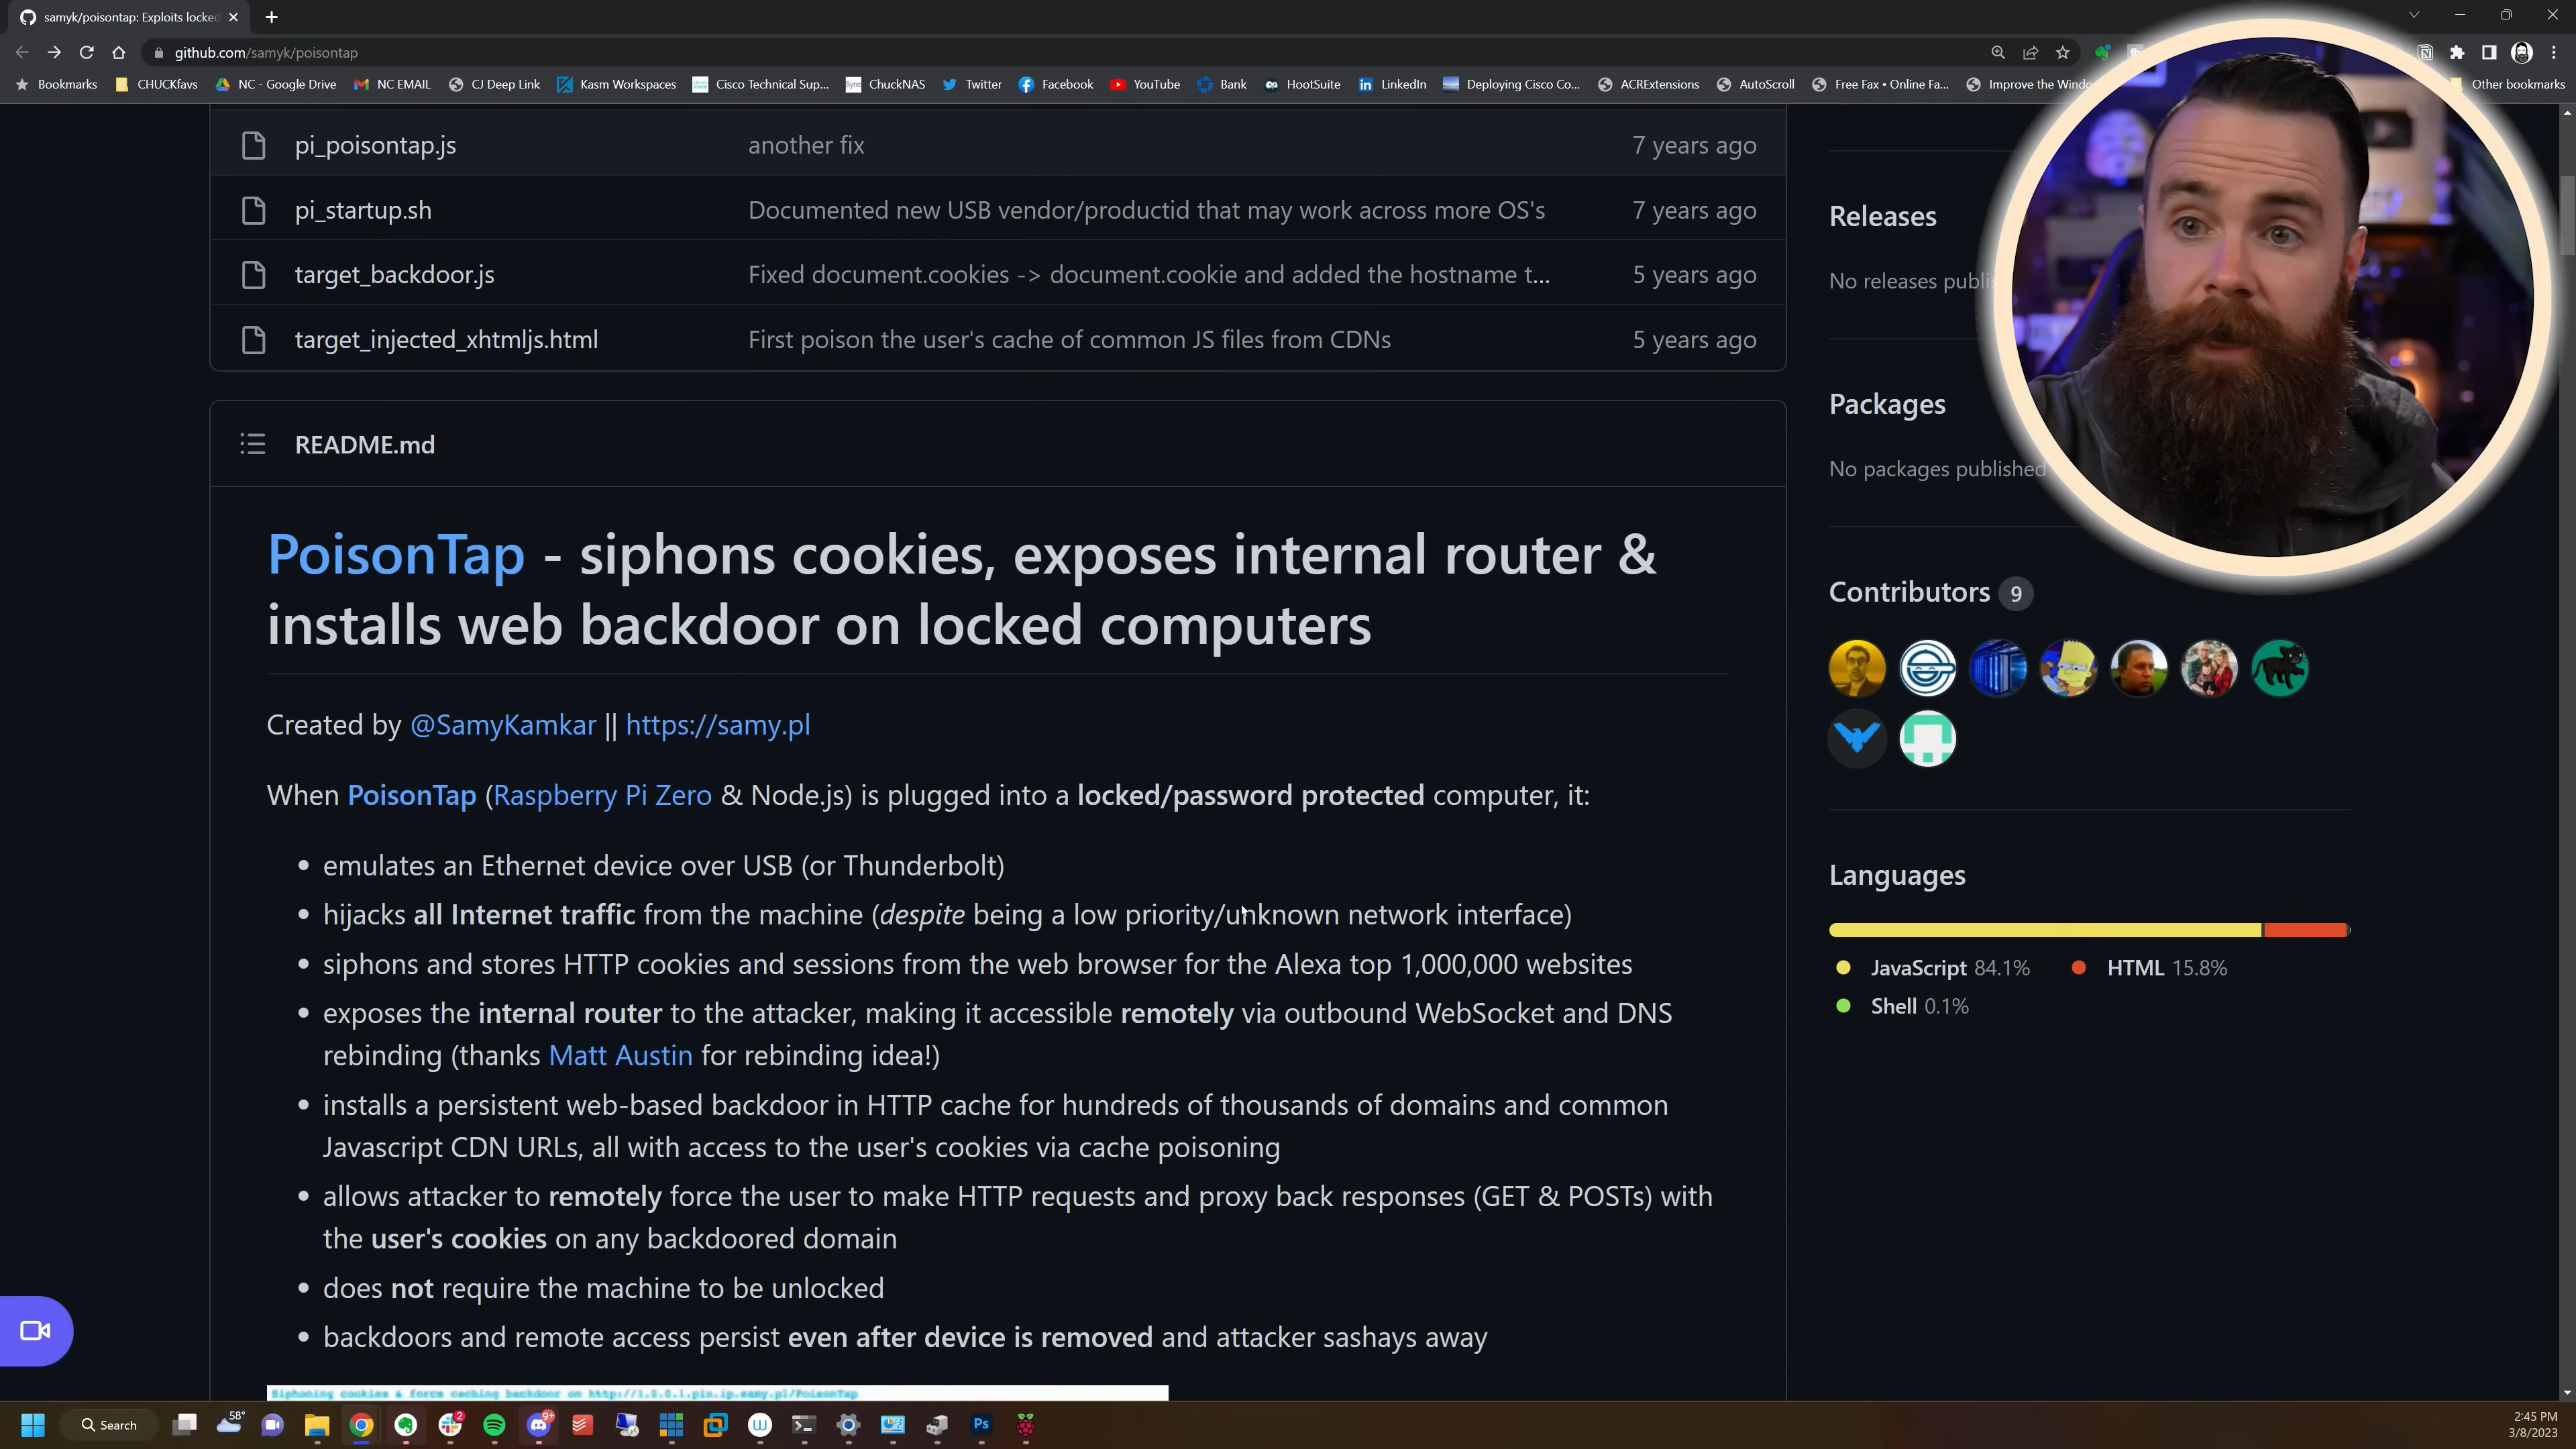 samyk/poisontap: Exploits locked
github.com/samyk/poisontap
Bookmarks CHUCKfavs NC - Google Drive NC EMAIL CJ Deep Link Kasm Workspaces Cisco Technical Sup... ChuckNAS Twitter Facebook YouTube Bank HootSuite LinkedIn Deploying Cisco Co... ACRExtensions AutoScroll Free Fax • Online Fa... Improve the Windo Other bookmarks
pi_poisontap.js another fix 7 years ago
pi_startup.sh Documented new USB vendor/productid that may work across more OS's 7 years ago
target_backdoor.js Fixed document.cookies -> document.cookie and added the hostname t... 5 years ago
target_injected_xhtmljs.html First poison the user's cache of common JS files from CDNs 5 years ago
README.md
PoisonTap - siphons cookies, exposes internal router &
installs web backdoor on locked computers
Created by @SamyKamkar || https://samy.pl
When PoisonTap (Raspberry Pi Zero & Node.js) is plugged into a locked/password protected computer, it:
• emulates an Ethernet device over USB (or Thunderbolt)
• hijacks all Internet traffic from the machine (despite being a low priority/unknown network interface)
• siphons and stores HTTP cookies and sessions from the web browser for the Alexa top 1,000,000 websites
• exposes the internal router to the attacker, making it accessible remotely via outbound WebSocket and DNS
rebinding (thanks Matt Austin for rebinding idea!)
• installs a persistent web-based backdoor in HTTP cache for hundreds of thousands of domains and common
Javascript CDN URLs, all with access to the user's cookies via cache poisoning
• allows attacker to remotely force the user to make HTTP requests and proxy back responses (GET & POSTs) with
the user's cookies on any backdoored domain
• does not require the machine to be unlocked
• backdoors and remote access persist even after device is removed and attacker sashays away
Siphoning cookies & force caching backdoor on http://1.0.0.1.pin.ip.samy.pl/PoisonTap
Releases
No releases publi
Packages
No packages published
Contributors 9
Languages
JavaScript 84.1% HTML 15.8%
Shell 0.1%
Search
58°
2
9+
Ps
2:45 PM
3/8/2023